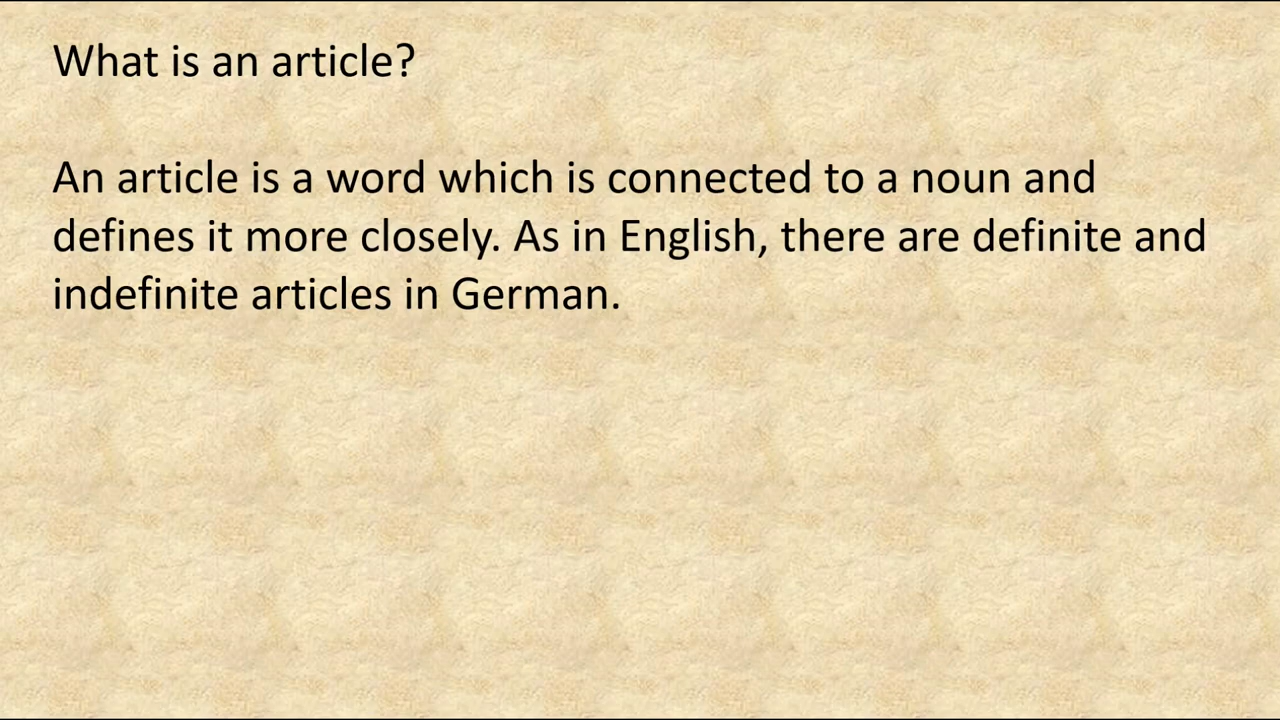 What is an article?
An article is a word which is connected to a noun and
defines it more closely. As in English, there are definite and
indefinite articles in German.